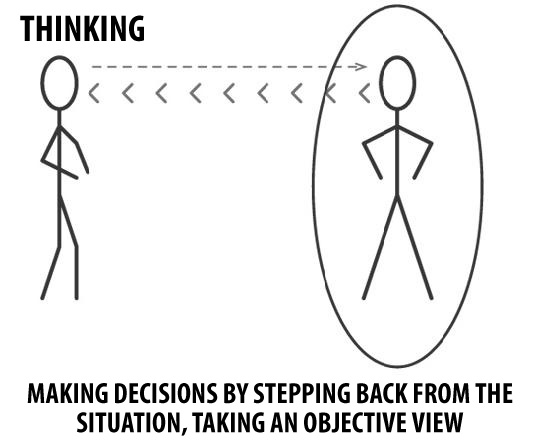 THINKING
MAKING DECISIONS BY STEPPING BACK FROM THE
SITUATION, TAKING AN OBJECTIVE VIEW